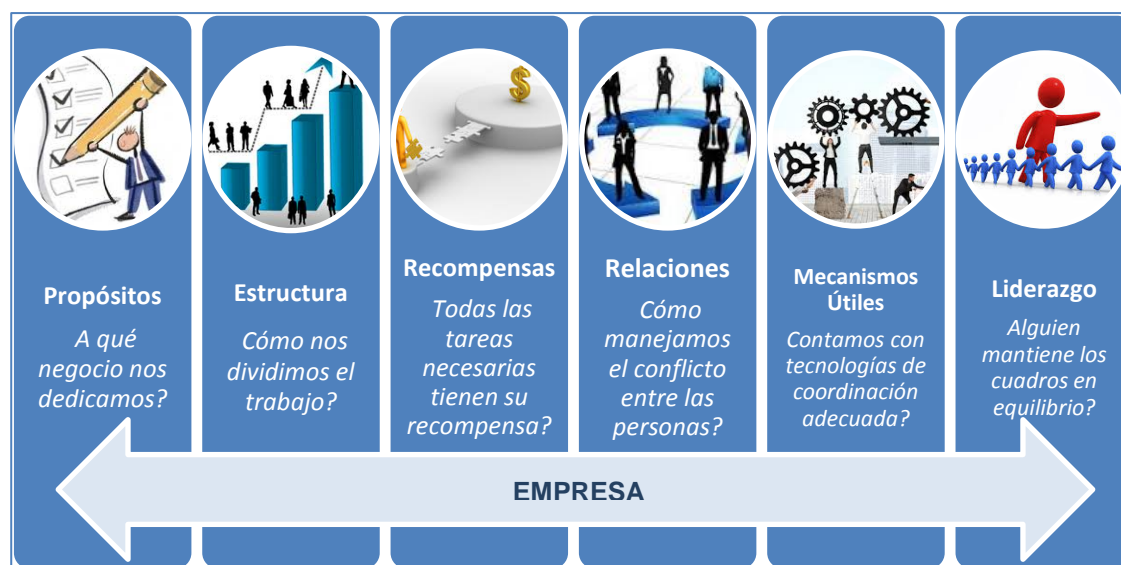 Propósitos
A qué
negocio nos
dedicamos?
Estructura
Cómo nos
dividimos el
trabajo?
Recompensas
Todas las
tareas
necesarias
tienen su
recompensa?
Relaciones
Cómo
manejamos
el conflicto
entre las
personas?
Mecanismos
Útiles
Contamos con
tecnologías de
coordinación
adecuada?
Liderazgo
Alguien
mantiene los
cuadros en
equilibrio?
EMPRESA